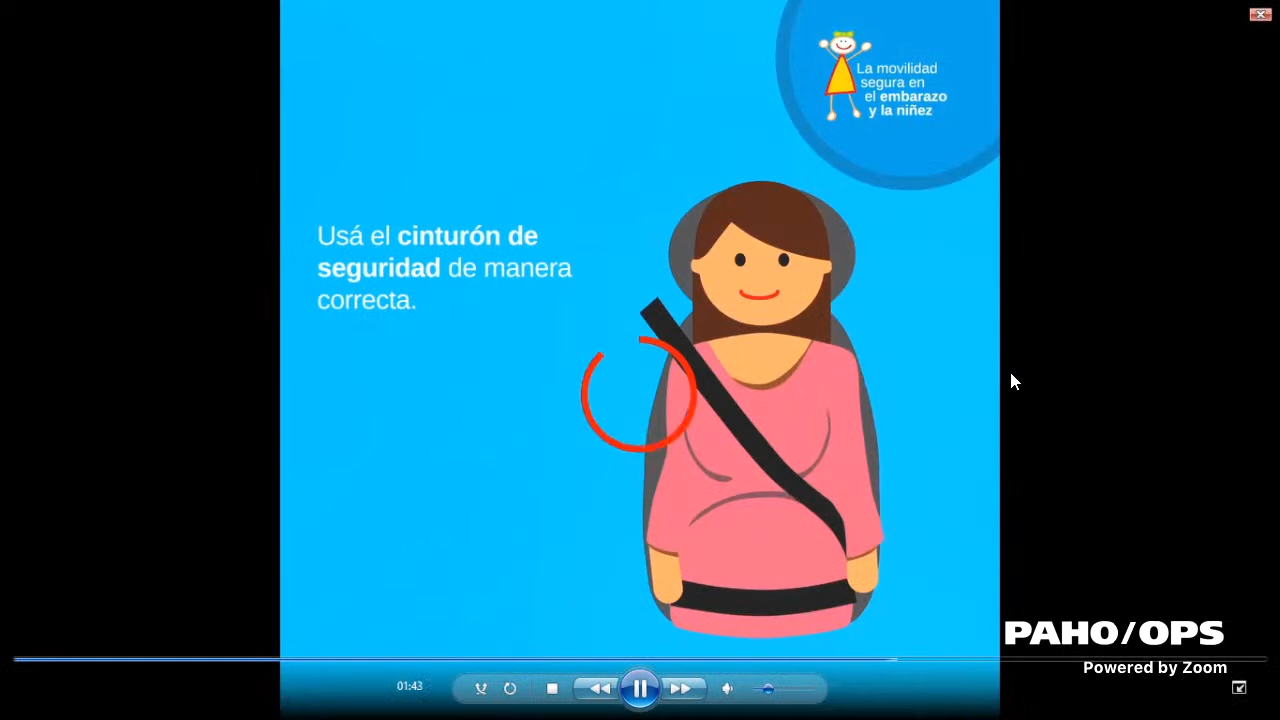 La movilidad
segura en
el embarazo
y la niñez
Usá el cinturón de
seguridad de manera
correcta.
PAHO/OPS
Powered by Zoom
01:43